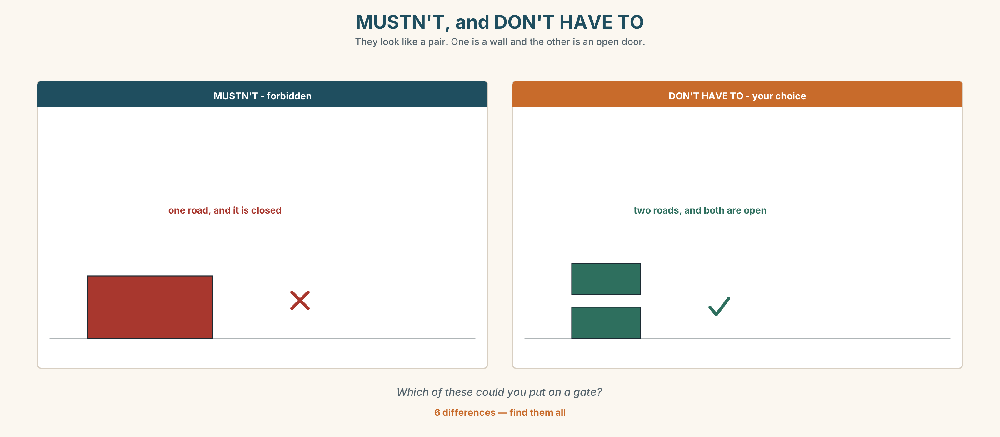 MUSTN'T, and DON'T HAVE TO
They look like a pair. One is a wall and the other is an open door.
MUSTN'T - forbidden
one road, and it is closed
DON'T HAVE TO - your choice
two roads, and both are open
Which of these could you put on a gate?
6 differences — find them all